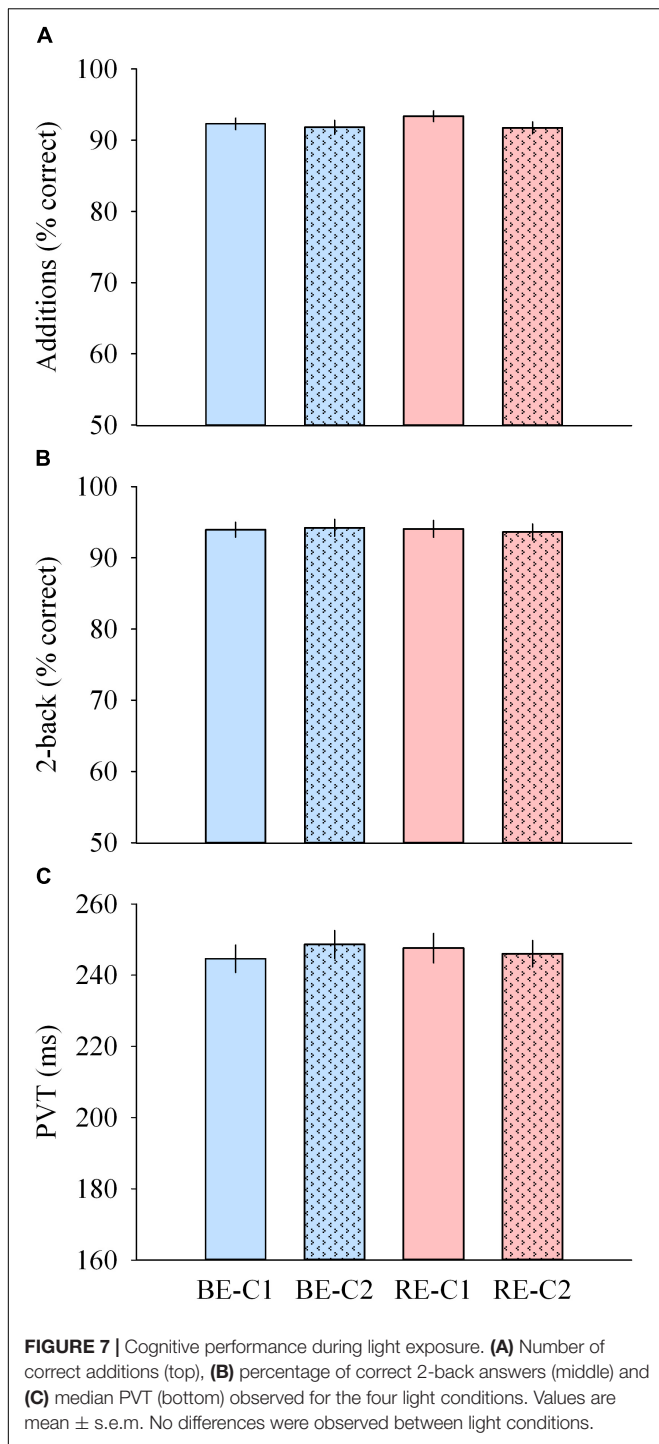 A
100
90
80
70
60
50
Additions (% correct)
B
100
90
80
70
60
50
2-back (% correct)
C
260
240
220
200
180
160
PVT (ms)
BE-C1 BE-C2 RE-C1 RE-C2
FIGURE 7 | Cognitive performance during light exposure. (A) Number of
correct additions (top), (B) percentage of correct 2-back answers (middle) and
(C) median PVT (bottom) observed for the four light conditions. Values are
mean ± s.e.m. No differences were observed between light conditions.